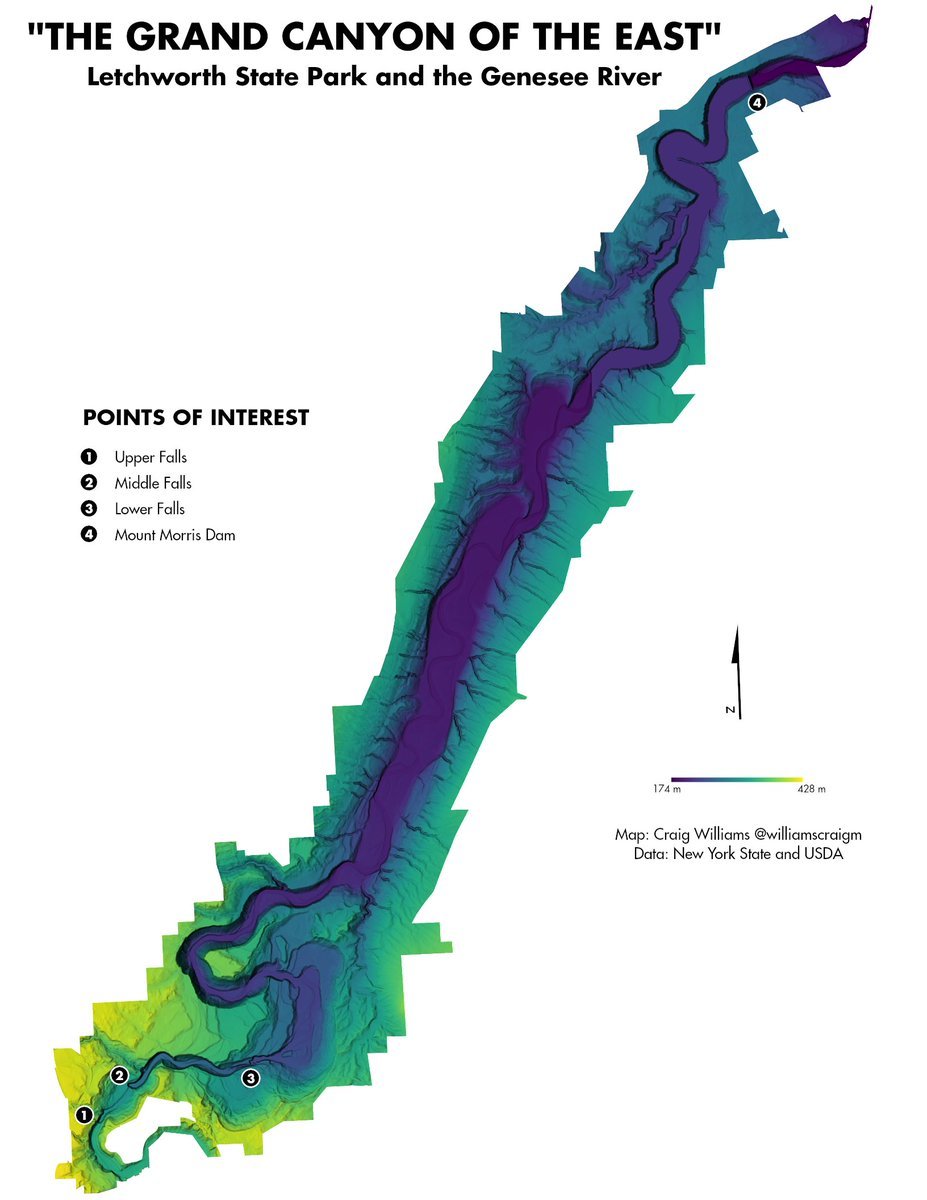 "THE GRAND CANYON OF THE EAST"
Letchworth State Park and the Genesee River
4
POINTS OF INTEREST
1 Upper Falls
2 Middle Falls
3 Lower Falls
4 Mount Morris Dam
N
174 m 428 m
Map: Craig Williams @williamscraigm
Data: New York State and USDA
2
3
1